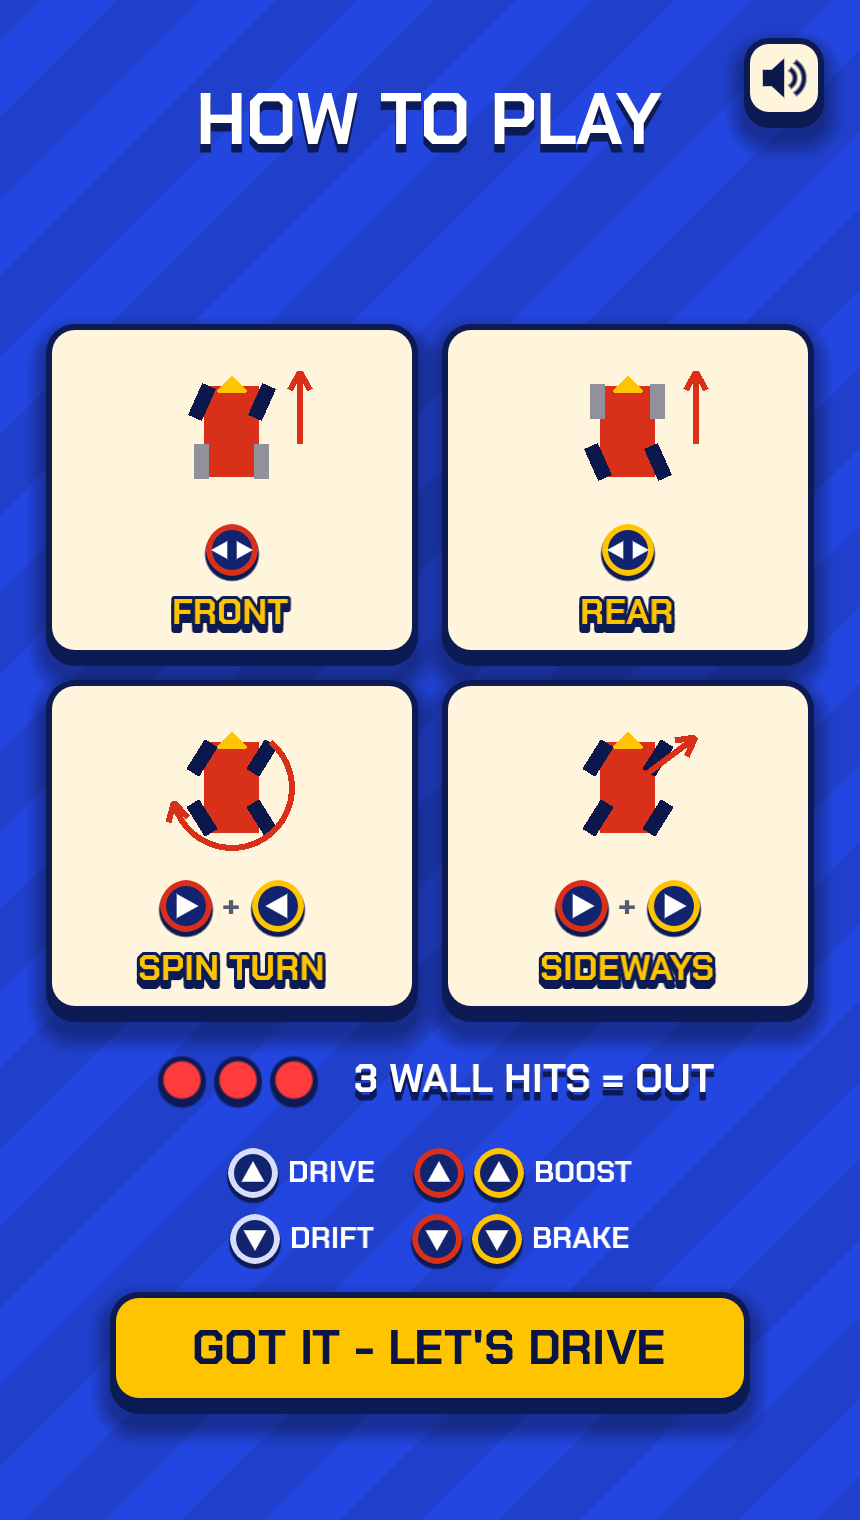 HOW TO PLAY
FRONT
REAR
+
SPIN TURN
+
SIDEWAYS
3 WALL HITS = OUT
DRIVE
BOOST
DRIFT
BRAKE
GOT IT - LET'S DRIVE